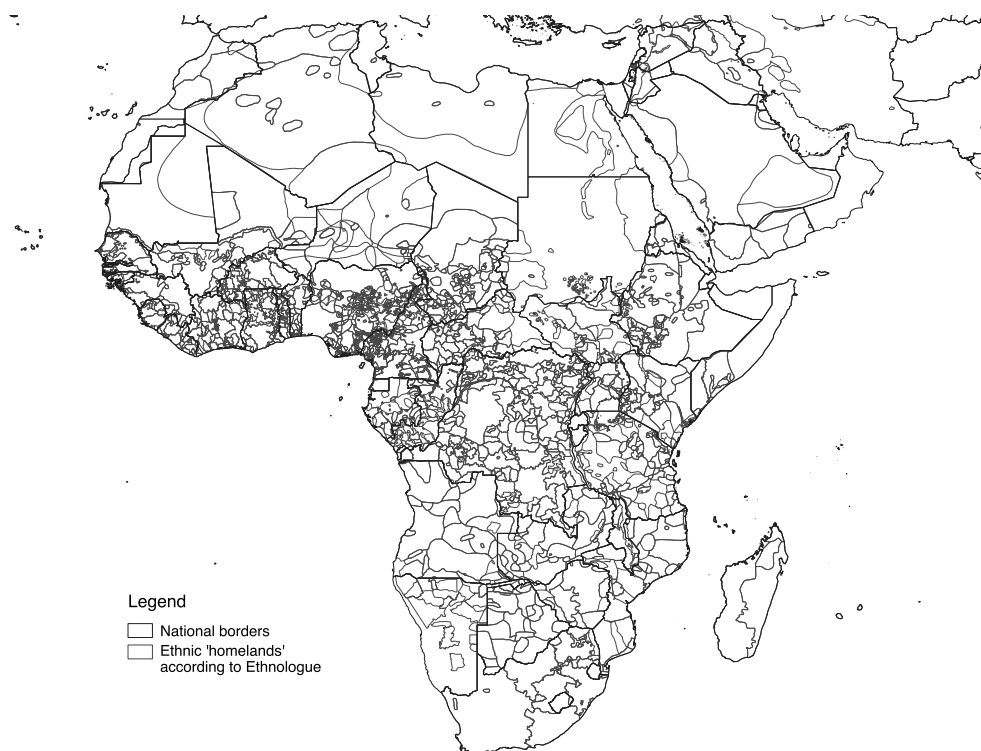 Legend
National borders
Ethnic 'homelands'
according to Ethnologue